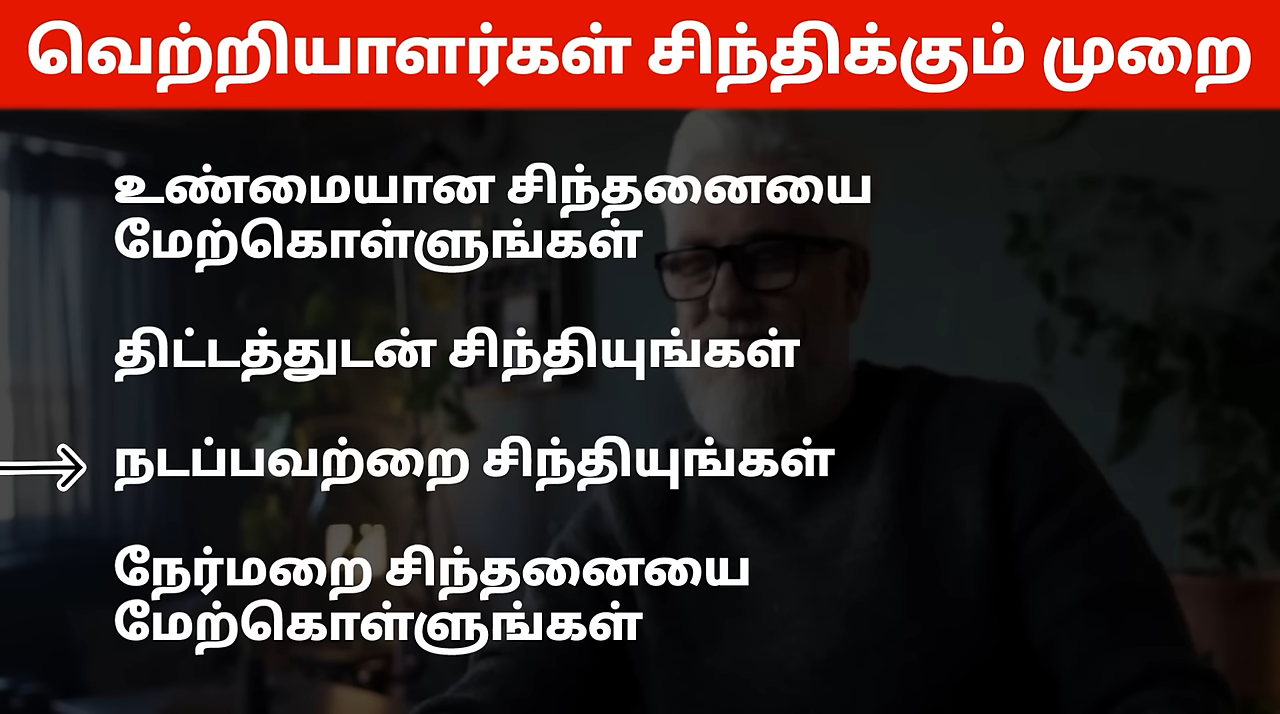 வெற்றியாளர்கள் சிந்திக்கும் முறை
உண்மையான சிந்தனையை
மேற்கொள்ளுங்கள்
திட்டத்துடன் சிந்தியுங்கள்
நடப்பவற்றை சிந்தியுங்கள்
நேர்மறை சிந்தனையை
மேற்கொள்ளுங்கள்